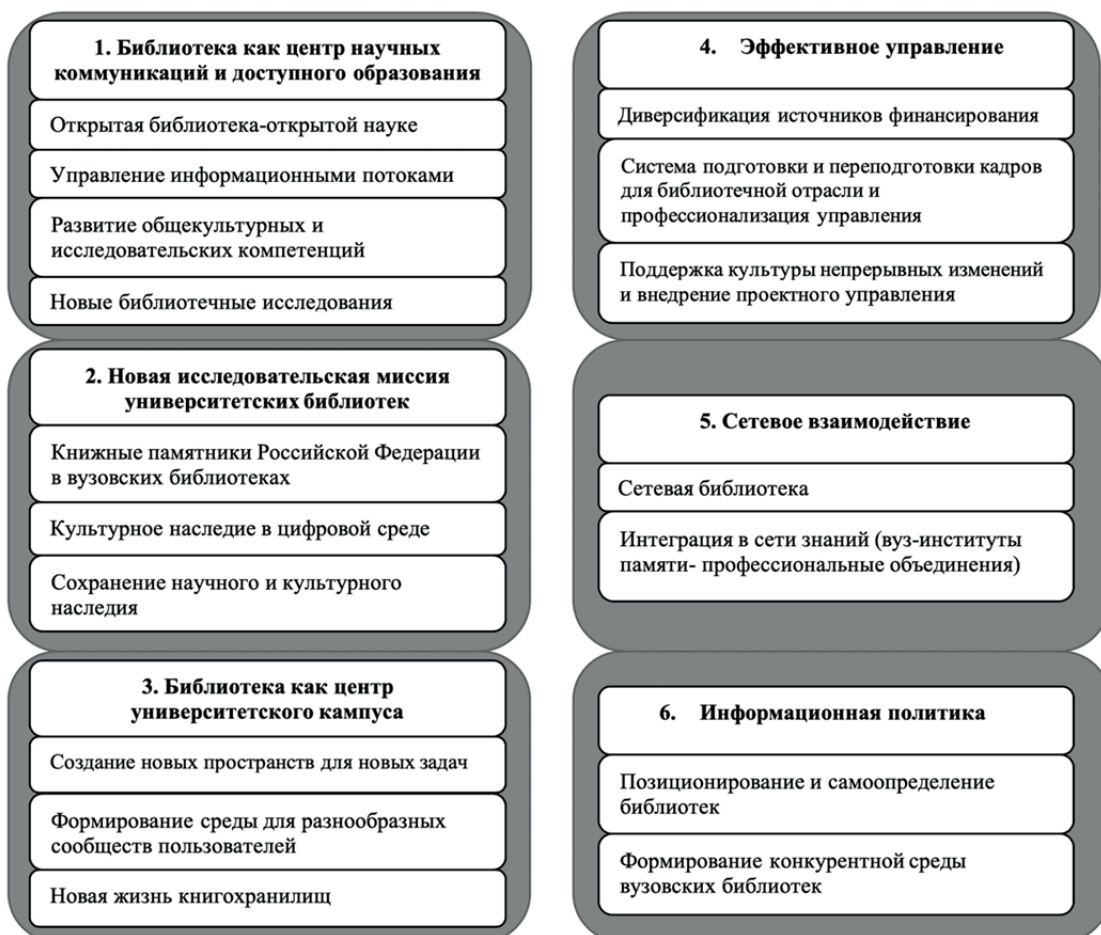 1. Библиотека как центр научных
коммуникаций и доступного образования
Открытая библиотека-открытой науке
Управление информационными потоками
Развитие общекультурных и
исследовательских компетенций
Новые библиотечные исследования
2. Новая исследовательская миссия
университетских библиотек
Книжные памятники Российской Федерации
в вузовских библиотеках
Культурное наследие в цифровой среде
Сохранение научного и культурного
наследия
3. Библиотека как центр
университетского кампуса
Создание новых пространств для новых задач
Формирование среды для разнообразных
сообществ пользователей
Новая жизнь книгохранилищ
4. Эффективное управление
Диверсификация источников финансирования
Система подготовки и переподготовки кадров
для библиотечной отрасли и
профессионализация управления
Поддержка культуры непрерывных изменений
и внедрение проектного управления
5. Сетевое взаимодействие
Сетевая библиотека
Интеграция в сети знаний (вуз-институты
памяти- профессиональные объединения)
6. Информационная политика
Позиционирование и самоопределение
библиотек
Формирование конкурентной среды
вузовских библиотек